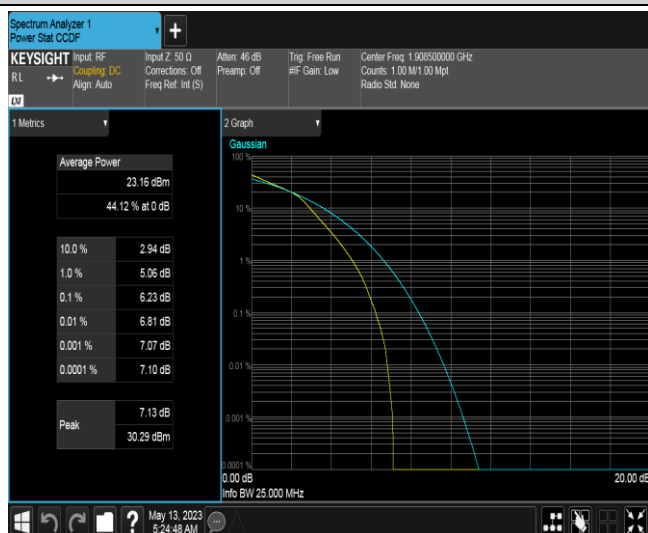 Spectrum Analyzer 1
Power Stat CCDF
KEYSIGHT
RL
LXI
Input: RF
Coupling: DC
Align: Auto
Input Z: 50 Ω
Corrections: Off
Freq Ref: Int (S)
Atten: 46 dB
Preamp: Off
Trig: Free Run
#IF Gain: Low
Center Freq: 1.908500000 GHz
Counts: 1.00 M/1.00 Mpt
Radio Std: None
1 Metrics
Average Power
23.16 dBm
44.12 % at 0 dB
10.0 % 2.94 dB
1.0 % 5.06 dB
0.1 % 6.23 dB
0.01 % 6.81 dB
0.001 % 7.07 dB
0.0001 % 7.10 dB
Peak
7.13 dB
30.29 dBm
2 Graph
Gaussian
100 %
10 %
1 %
0.1 %
0.01 %
0.001 %
0.0001 %
0.00 dB 20.00 dB
Info BW 25.000 MHz
?
May 13, 2023
5:24:48 AM